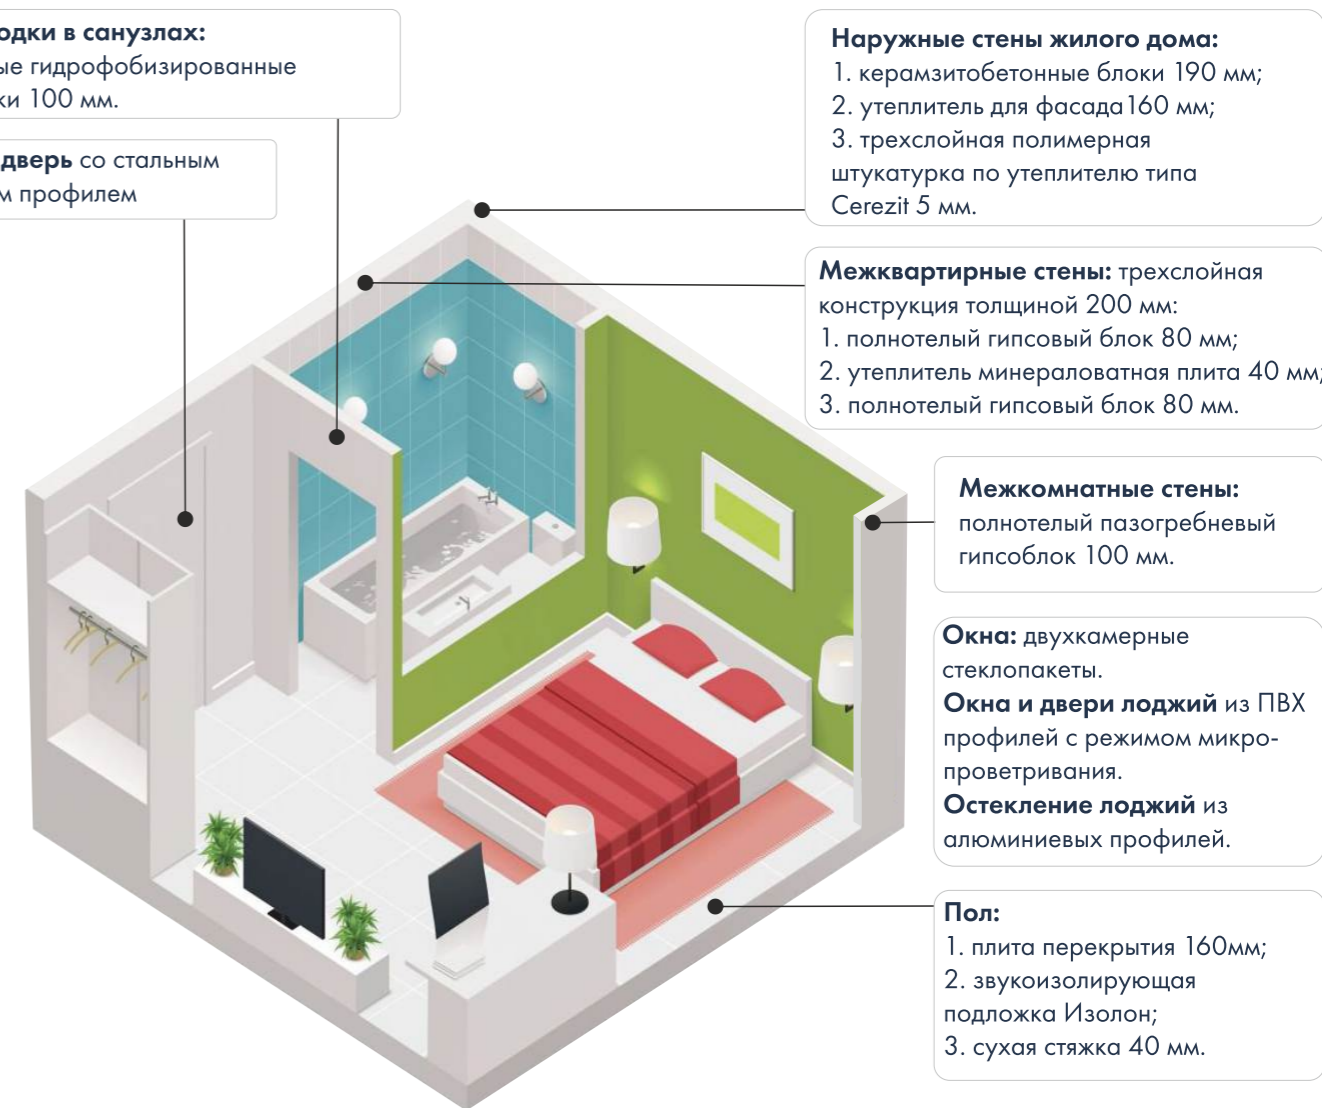 одки в санузлах:
ые гидрофобизированные
ки 100 мм.
дверь со стальным
м профилем
Наружные стены жилого дома:
1. керамзитобетонные блоки 190 мм;
2. утеплитель для фасада160 мм;
3. трехслойная полимерная
штукатурка по утеплителю типа
Cerezit 5 мм.
Межквартирные стены: трехслойная
конструкция толщиной 200 мм:
1. полнотелый гипсовый блок 80 мм;
2. утеплитель минераловатная плита 40 мм;
3. полнотелый гипсовый блок 80 мм.
Межкомнатные стены:
полнотелый пазогребневый
гипсоблок 100 мм.
Окна: двухкамерные
стеклопакеты.
Окна и двери лоджий из ПВХ
профилей с режимом микро-
проветривания.
Остекление лоджий из
алюминиевых профилей.
Пол:
1. плита перекрытия 160мм;
2. звукоизолирующая
подложка Изолон;
3. сухая стяжка 40 мм.